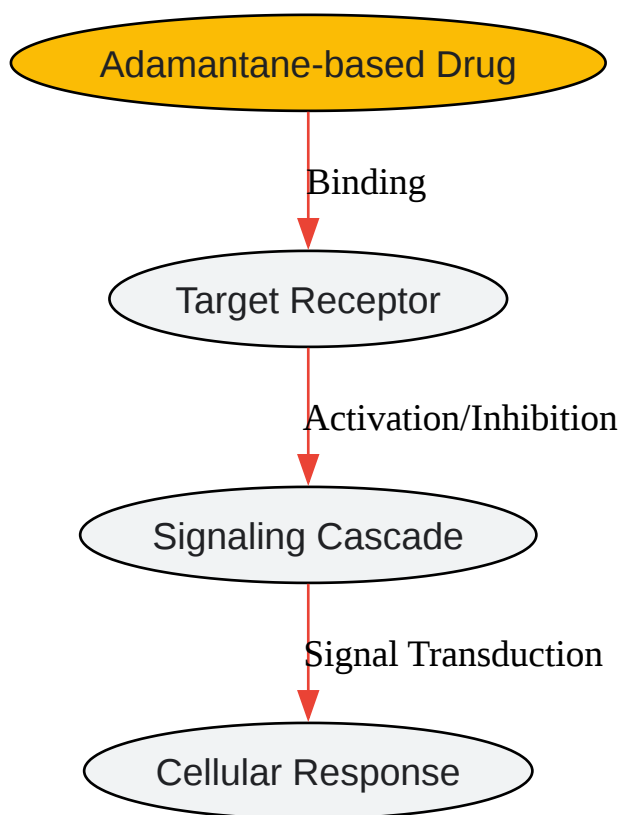 Adamantane-based Drug
Binding
Target Receptor
Activation/Inhibition
Signaling Cascade
Signal Transduction
Cellular Response